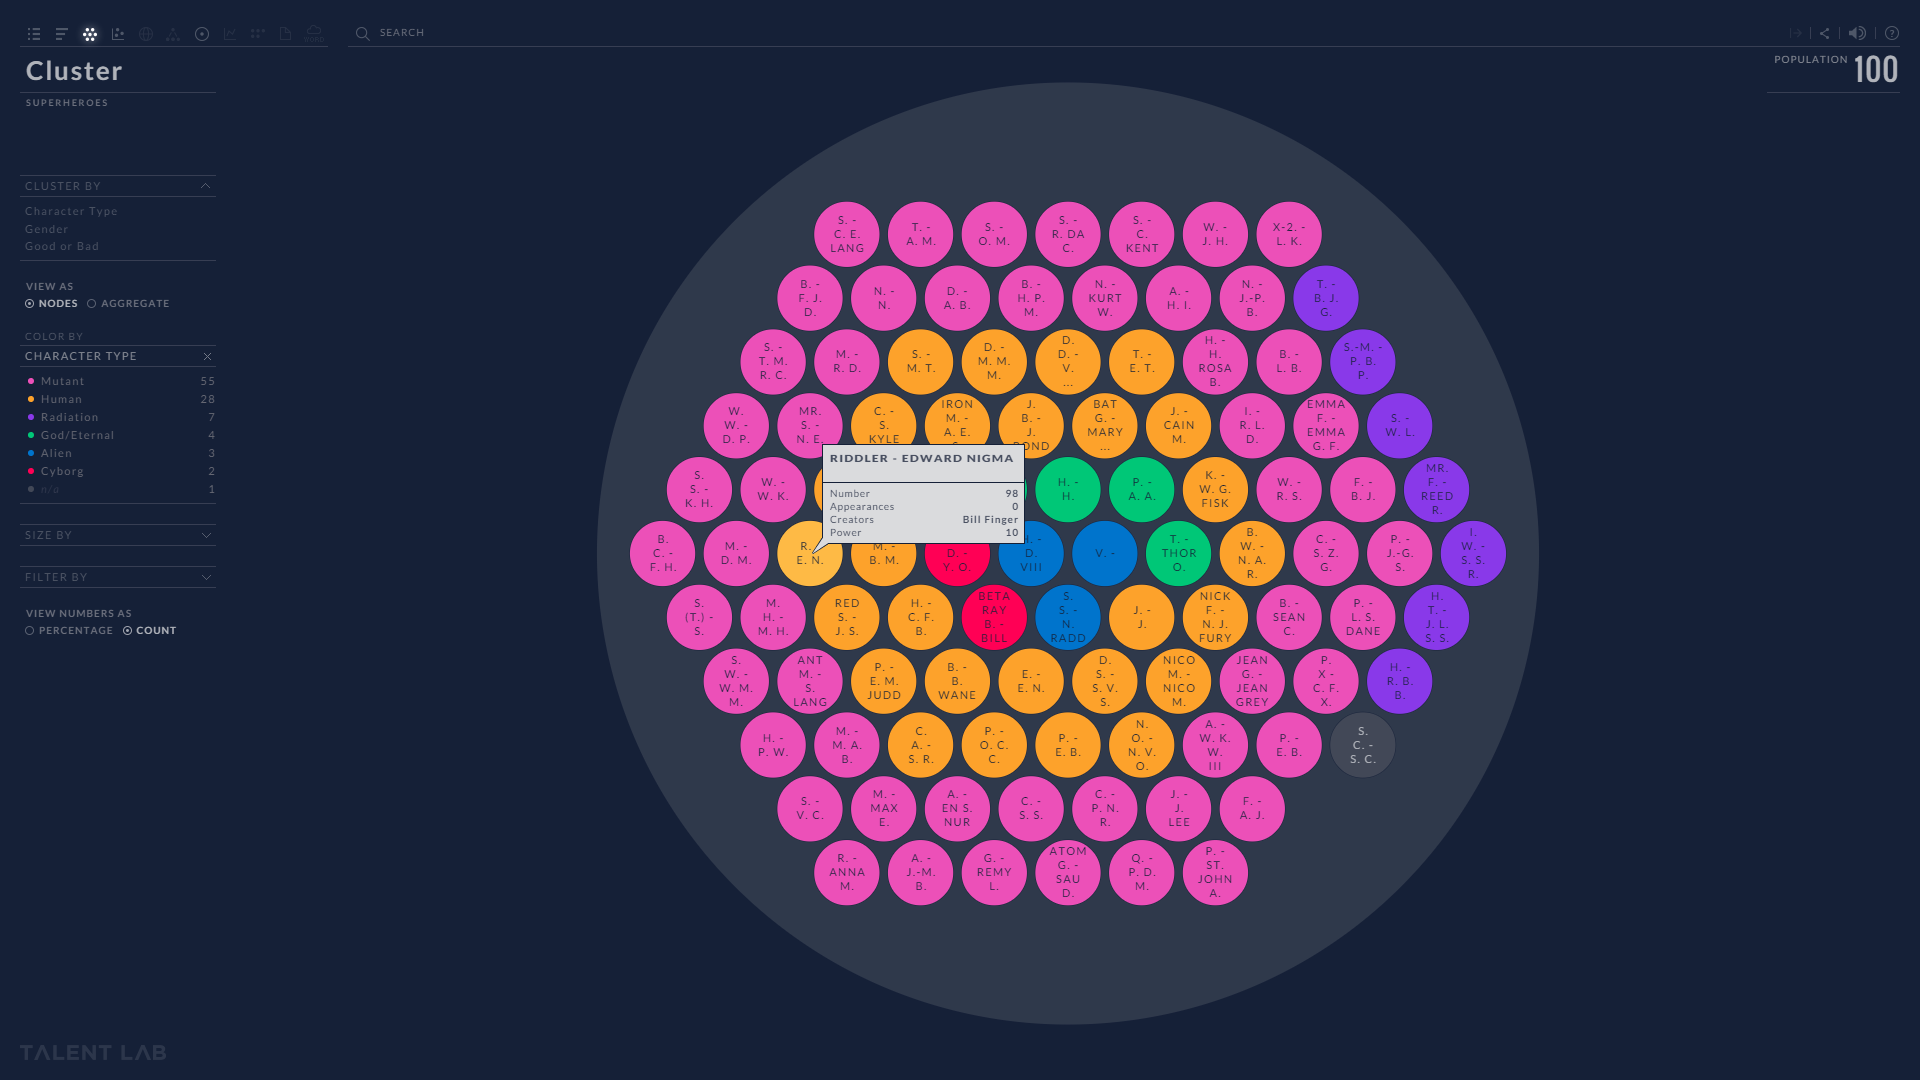 SEARCH
Cluster
POPULATION 100
SUPERHEROES
CLUSTER BY
Character Type
Gender
Good or Bad
VIEW AS
NODES AGGREGATE
COLOR BY
CHARACTER TYPE
Mutant 55
Human 28
Radiation 7
God/Eternal 4
Alien 3
Cyborg 2
n/a 1
SIZE BY
FILTER BY
VIEW NUMBERS AS
PERCENTAGE COUNT
TALENT LAB
S. -
C. E.
LANG
T. -
A. M.
S. -
O. M.
S. -
R. DA
C.
S. -
C.
KENT
W. -
J. H.
X-2. -
L. K.
B. -
F. J.
D.
N. -
N.
D. -
A. B.
B. -
H. P.
M.
N. -
KURT
W.
A. -
H. I.
N. -
J.-P.
B.
T. -
B. J.
G.
S. -
T. M.
R. C.
M. -
R. D.
S. -
M. T.
D. -
M. M.
M.
D.
D. -
V.
...
T. -
E. T.
H. -
H.
ROSA
B.
B. -
L. B.
S.-M. -
P. B.
P.
W.
W. -
D. P.
MR.
S. -
N. E.
C. -
S.
KYLE
IRON
M. -
A. E.
J.
B. -
J.
BAT
G. -
MARY
...
J. -
CAIN
M.
I. -
R. L.
D.
EMMA
F. -
EMMA
G. F.
S. -
W. L.
S.
S. -
K. H.
W. -
W. K.
RIDDLER - EDWARD NIGMA
Number 98
Appearances 0
Creators Bill Finger
Power 10
H. -
H.
P. -
A. A.
K. -
W. G.
FISK
W. -
R. S.
F. -
B. J.
MR.
F. -
REED
R.
B.
C. -
F. H.
M. -
D. M.
R.
E. N.
M. -
B. M.
D. -
Y. O.
D.
VIII
V. -
T. -
THOR
O.
B.
W. -
N. A.
R.
C. -
S. Z.
G.
P. -
J.-G.
S.
I.
W. -
S. S.
R.
S.
(T.) -
S.
M.
H. -
M. H.
RED
S. -
J. S.
H. -
C. F.
B.
BETA
RAY
B. -
BILL
S.
S. -
N.
RADD
J. -
J.
NICK
F. -
N. J.
FURY
B. -
SEAN
C.
P. -
L. S.
DANE
H.
T. -
J. L.
S. S.
S.
W. -
W. M.
M.
ANT
M. -
S.
LANG
P. -
E. M.
JUDD
B. -
B.
WANE
E. -
E. N.
D.
S. -
S. V.
S.
NICO
M. -
NICO
M.
JEAN
G. -
JEAN
GREY
P.
X -
C. F.
X.
H. -
R. B.
B.
H. -
P. W.
M. -
M. A.
B.
C.
A. -
S. R.
P. -
O. C.
C.
P. -
E. B.
N.
O. -
N. V.
O.
A. -
W. K.
W.
III
P. -
E. B.
S.
C. -
S. C.
S. -
V. C.
M. -
MAX
E.
A. -
EN S.
NUR
C. -
S. S.
C. -
P. N.
R.
J. -
J.
LEE
F. -
A. J.
R. -
ANNA
M.
A. -
J.-M.
B.
G. -
REMY
L.
ATOM
G. -
SAU
D.
Q. -
P. D.
M.
P. -
ST.
JOHN
A.